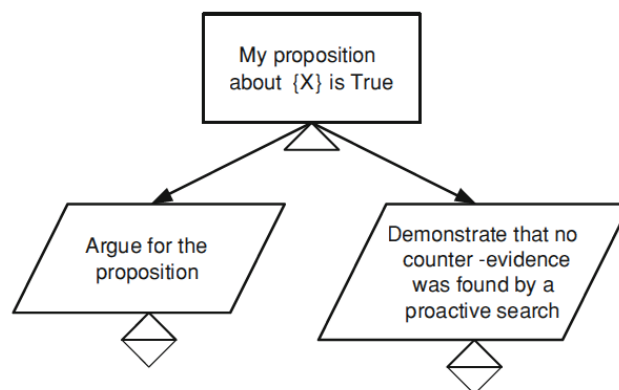 My proposition
about {X} is True
Argue for the
proposition
Demonstrate that no
counter -evidence
was found by a
proactive search